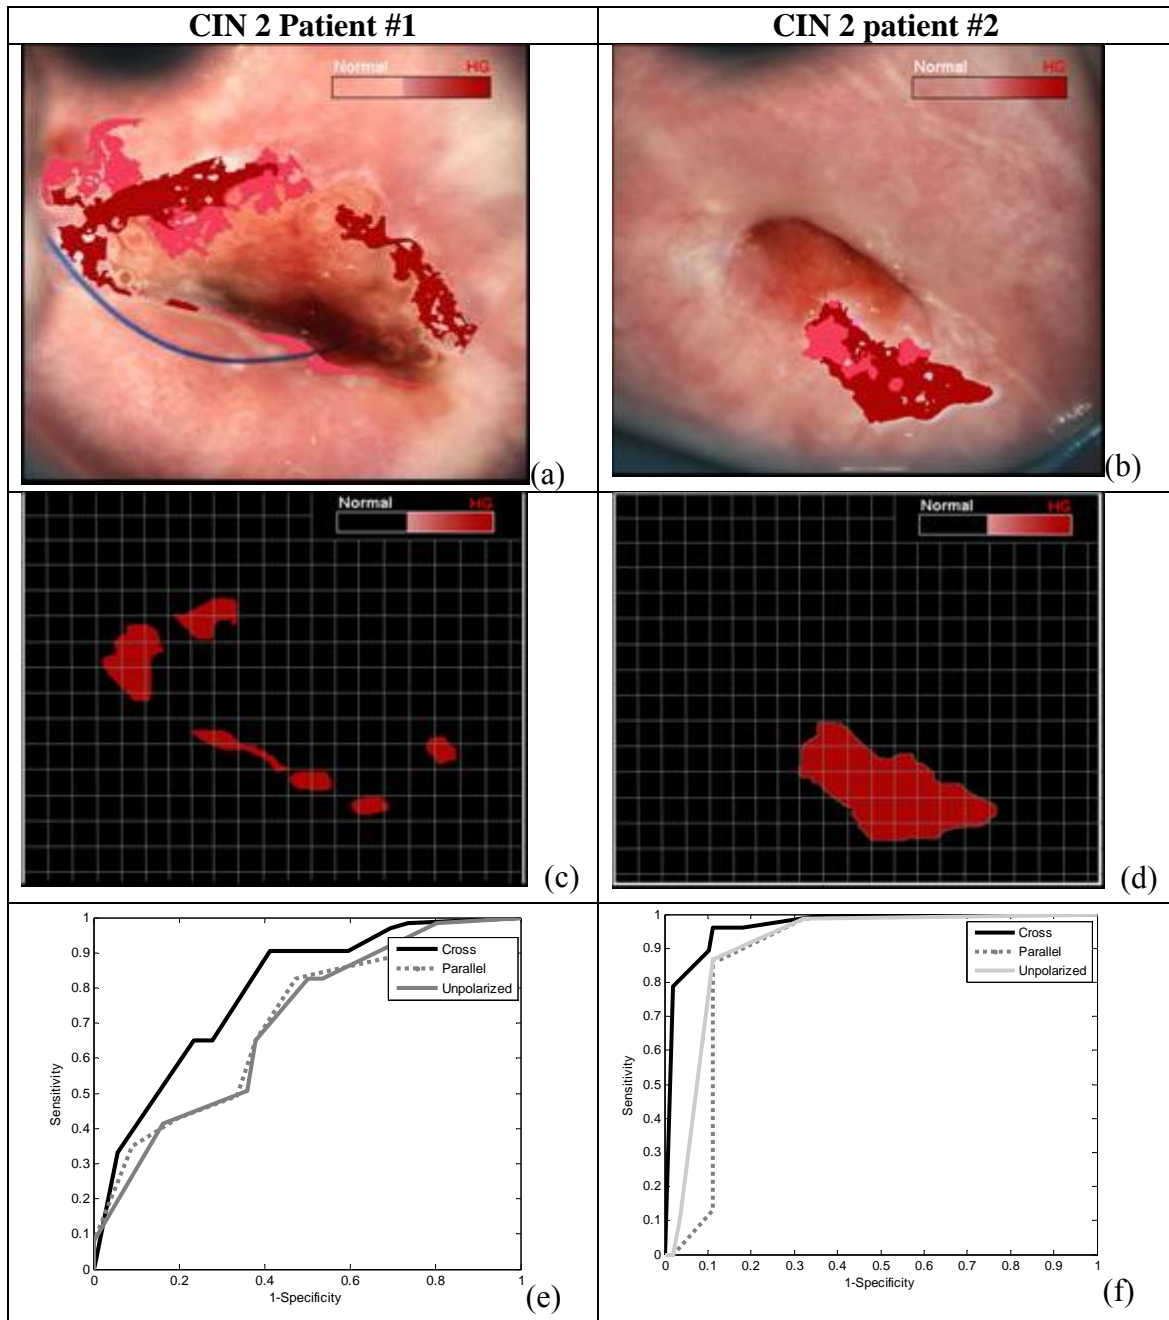 CIN 2 Patient #1
CIN 2 patient #2
Normal HG
(a)
Normal HG
(b)
Normal HG
(c)
Normal HG
(d)
1
0.9
0.8
0.7
0.6
0.5
0.4
0.3
0.2
0.1
0
Sensitivity
0 0.2 0.4 0.6 0.8 1
1-Specificity
Cross
Parallel
Unpolarized
(e)
1
0.9
0.8
0.7
0.6
0.5
0.4
0.3
0.2
0.1
0
Sensitivity
0 0.1 0.2 0.3 0.4 0.5 0.6 0.7 0.8 0.9 1
1-Specificity
Cross
Parallel
Unpolarized
(f)